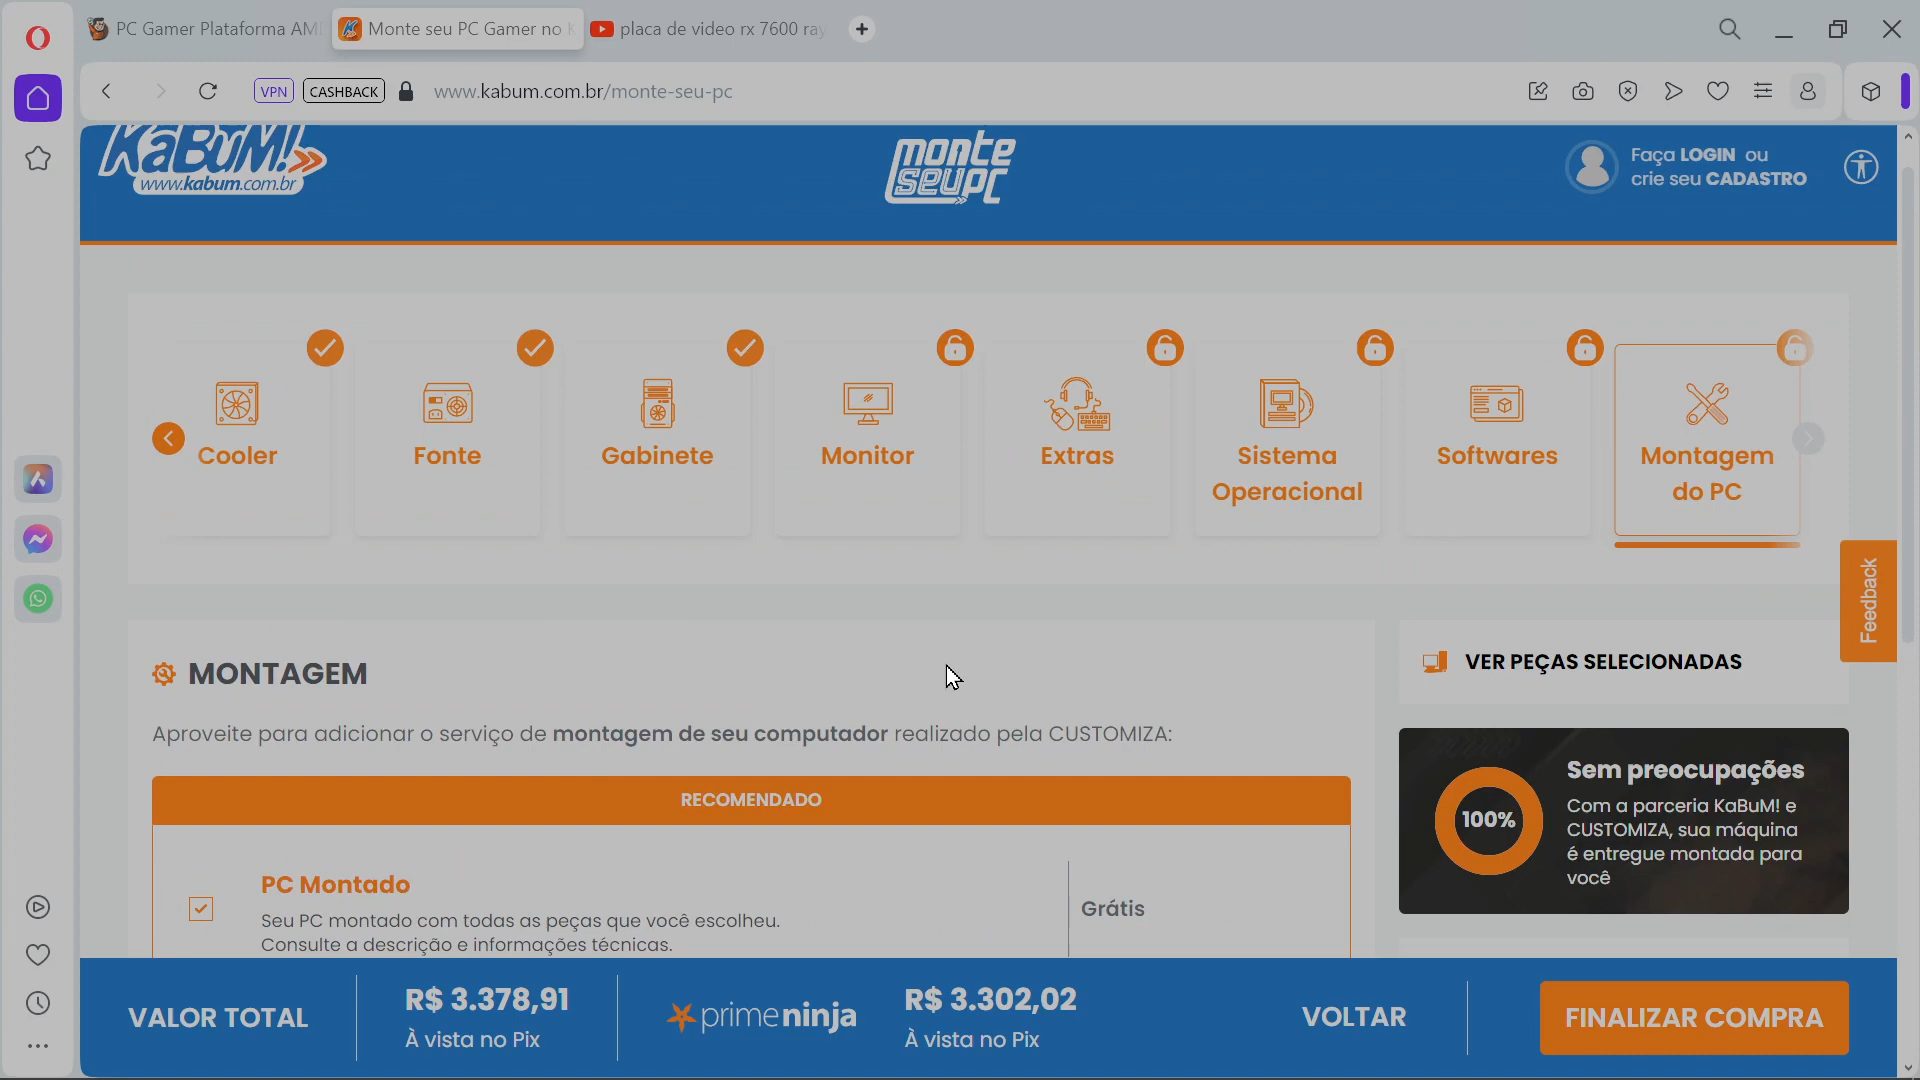 PC Gamer Plataforma AM
Monte seu PC Gamer no K
placa de video rx 7600 ray
VPN
CASHBACK
www.kabum.com.br/monte-seu-pc
KaBuM!
www.kabum.com.br
monte
seu pc
Faça LOGIN ou
crie seu CADASTRO
Cooler
Fonte
Gabinete
Monitor
Extras
Sistema
Operacional
Softwares
Montagem
do PC
Feedback
MONTAGEM
VER PEÇAS SELECIONADAS
Aproveite para adicionar o serviço de montagem de seu computador realizado pela CUSTOMIZA:
RECOMENDADO
PC Montado
Seu PC montado com todas as peças que você escolheu.
Consulte a descrição e informações técnicas.
Grátis
100%
Sem preocupações
Com a parceria KaBuM! e
CUSTOMIZA, sua máquina
é entregue montada para
você
VALOR TOTAL
R$ 3.378,91
À vista no Pix
primeninja
R$ 3.302,02
À vista no Pix
VOLTAR
FINALIZAR COMPRA